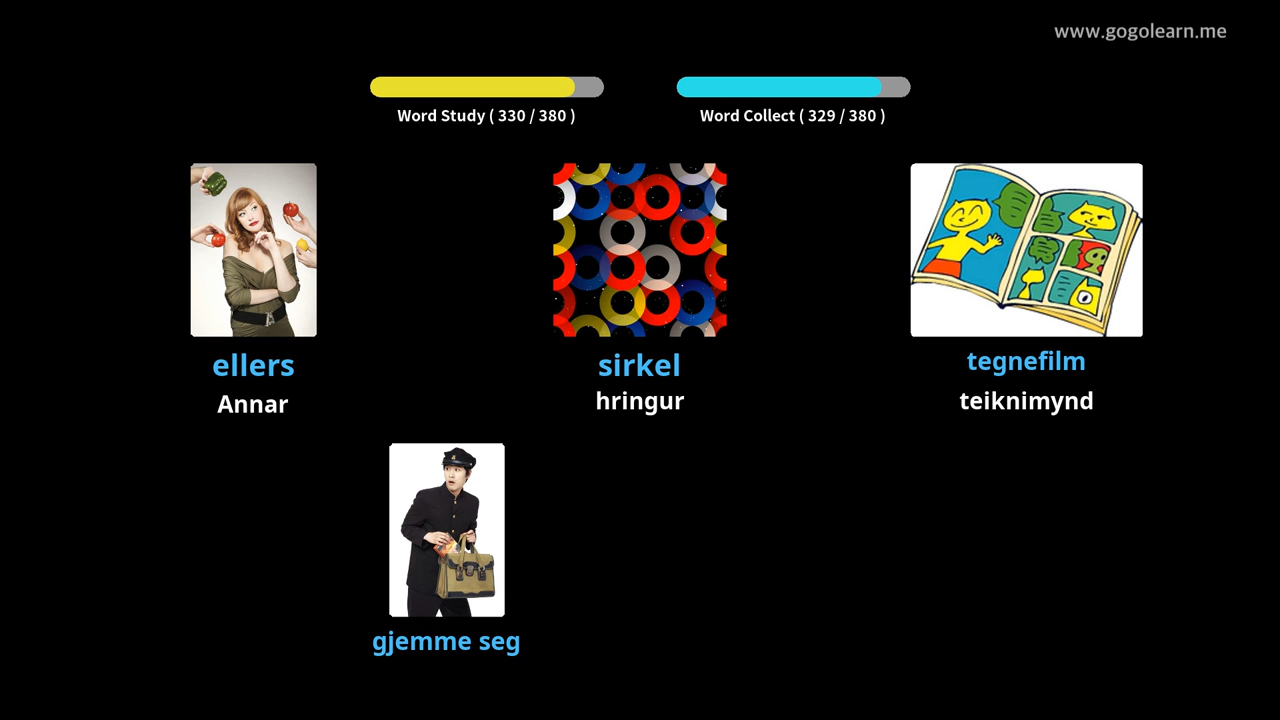 www.gogolearn.me
Word Study ( 330 / 380 )
Word Collect ( 329 / 380 )
ellers
Annar
sirkel
hringur
tegnefilm
teiknimynd
gjemme seg